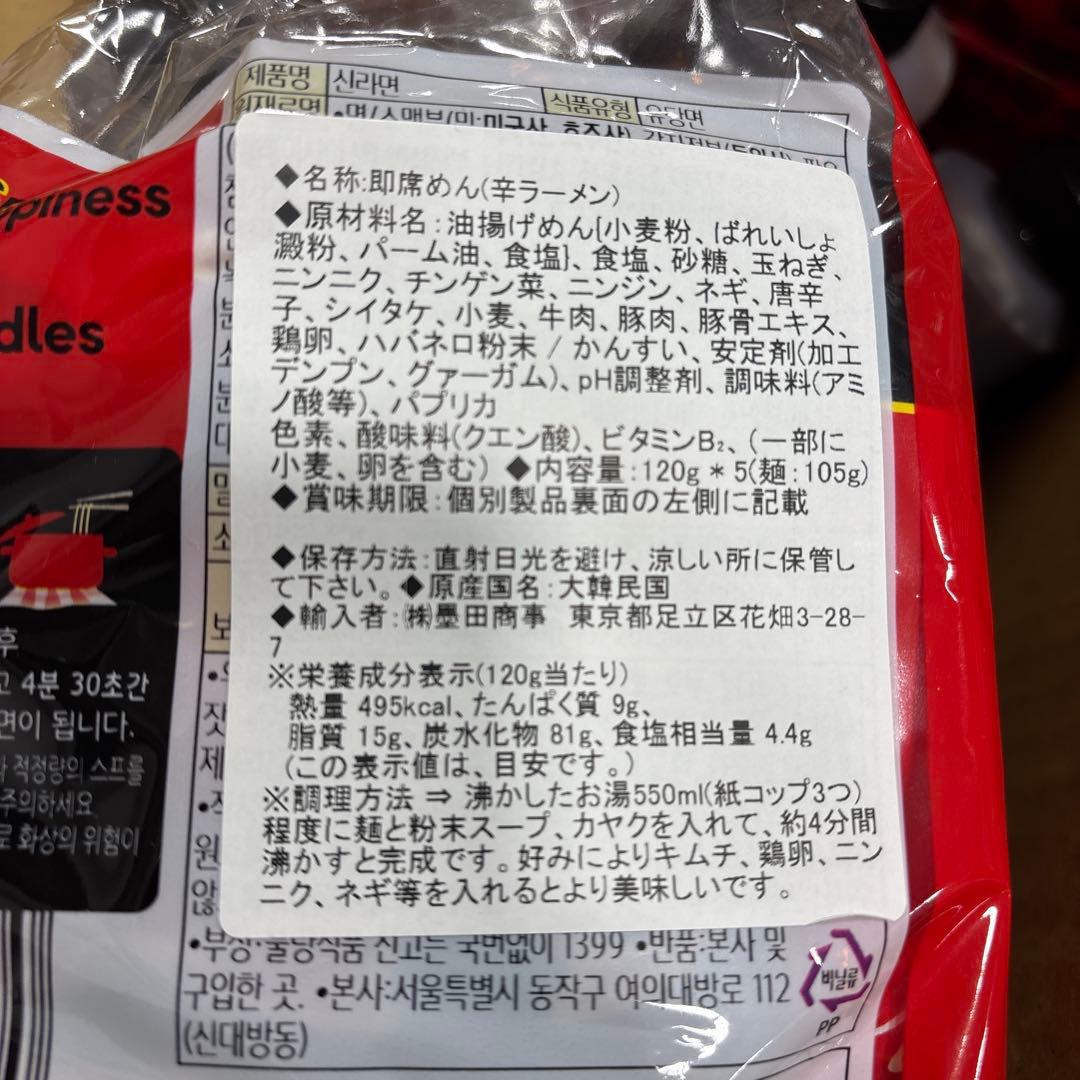 제품명 신라면
식품유형 유탕면
원재료명
◆名称:即席めん(辛ラーメン)
◆原材料名:油揚げめん{小麦粉、ばれいしょ
澱粉、パーム油、食塩}、食塩、砂糖、玉ねぎ、
ニンニク、チンゲン菜、ニンジン、ネギ、唐辛
子、シイタケ、小麦、牛肉、豚肉、豚骨エキス、
鶏卵、ハバネロ粉末 / かんすい、安定剤(加工
デンプン、グァーガム)、pH調整剤、調味料(アミ
ノ酸等)、パプリカ
色素、酸味料(クエン酸)、ビタミンB₂、(一部に
小麦、卵を含む) ◆内容量:120g * 5(麺:105g)
◆賞味期限:個別製品裏面の左側に記載
◆保存方法:直射日光を避け、涼しい所に保管し
て下さい。◆原産国名:大韓民国
◆輸入者:㈱墨田商事 東京都足立区花畑3-28-
7
※栄養成分表示(120g当たり)
熱量 495kcal、たんぱく質 9g、
脂質 15g、炭水化物 81g、食塩相当量 4.4g
(この表示値は、目安です。)
※調理方法 ⇒ 沸かしたお湯550ml(紙コップ3つ)
程度に麺と粉末スープ、カヤクを入れて、約4分間
沸かすと完成です。好みによりキムチ、鶏卵、ニン
ニク、ネギ等を入れるとより美味しいです。
후
고 4분 30초간
면이 됩니다.
적정량의 스프를
주의하세요
로 화상의 위험이
•부정·불량식품 신고는 국번없이 1399 •반품:본사 및
구입한 곳. •본사:서울특별시 동작구 여의대방로 112
(신대방동)
비닐류
PP